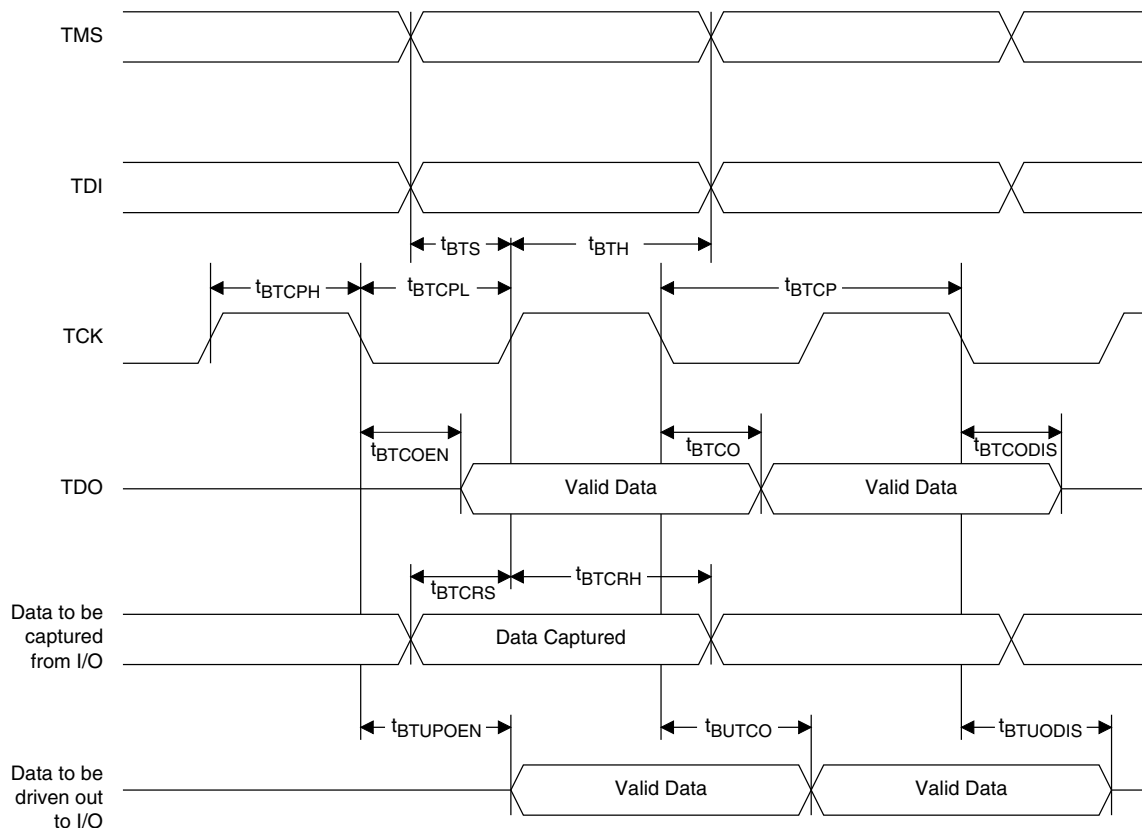 TMS
TDI
tBTS
tBTH
tBTCPH
tBTCPL
tBTCP
TCK
tBTCOEN
tBTCO
tBTCODIS
TDO
Valid Data
Valid Data
tBTCRS
tBTCRH
Data to be
captured
from I/O
Data Captured
tBTUPOEN
tBUTCO
tBTUODIS
Data to be
driven out
to I/O
Valid Data
Valid Data